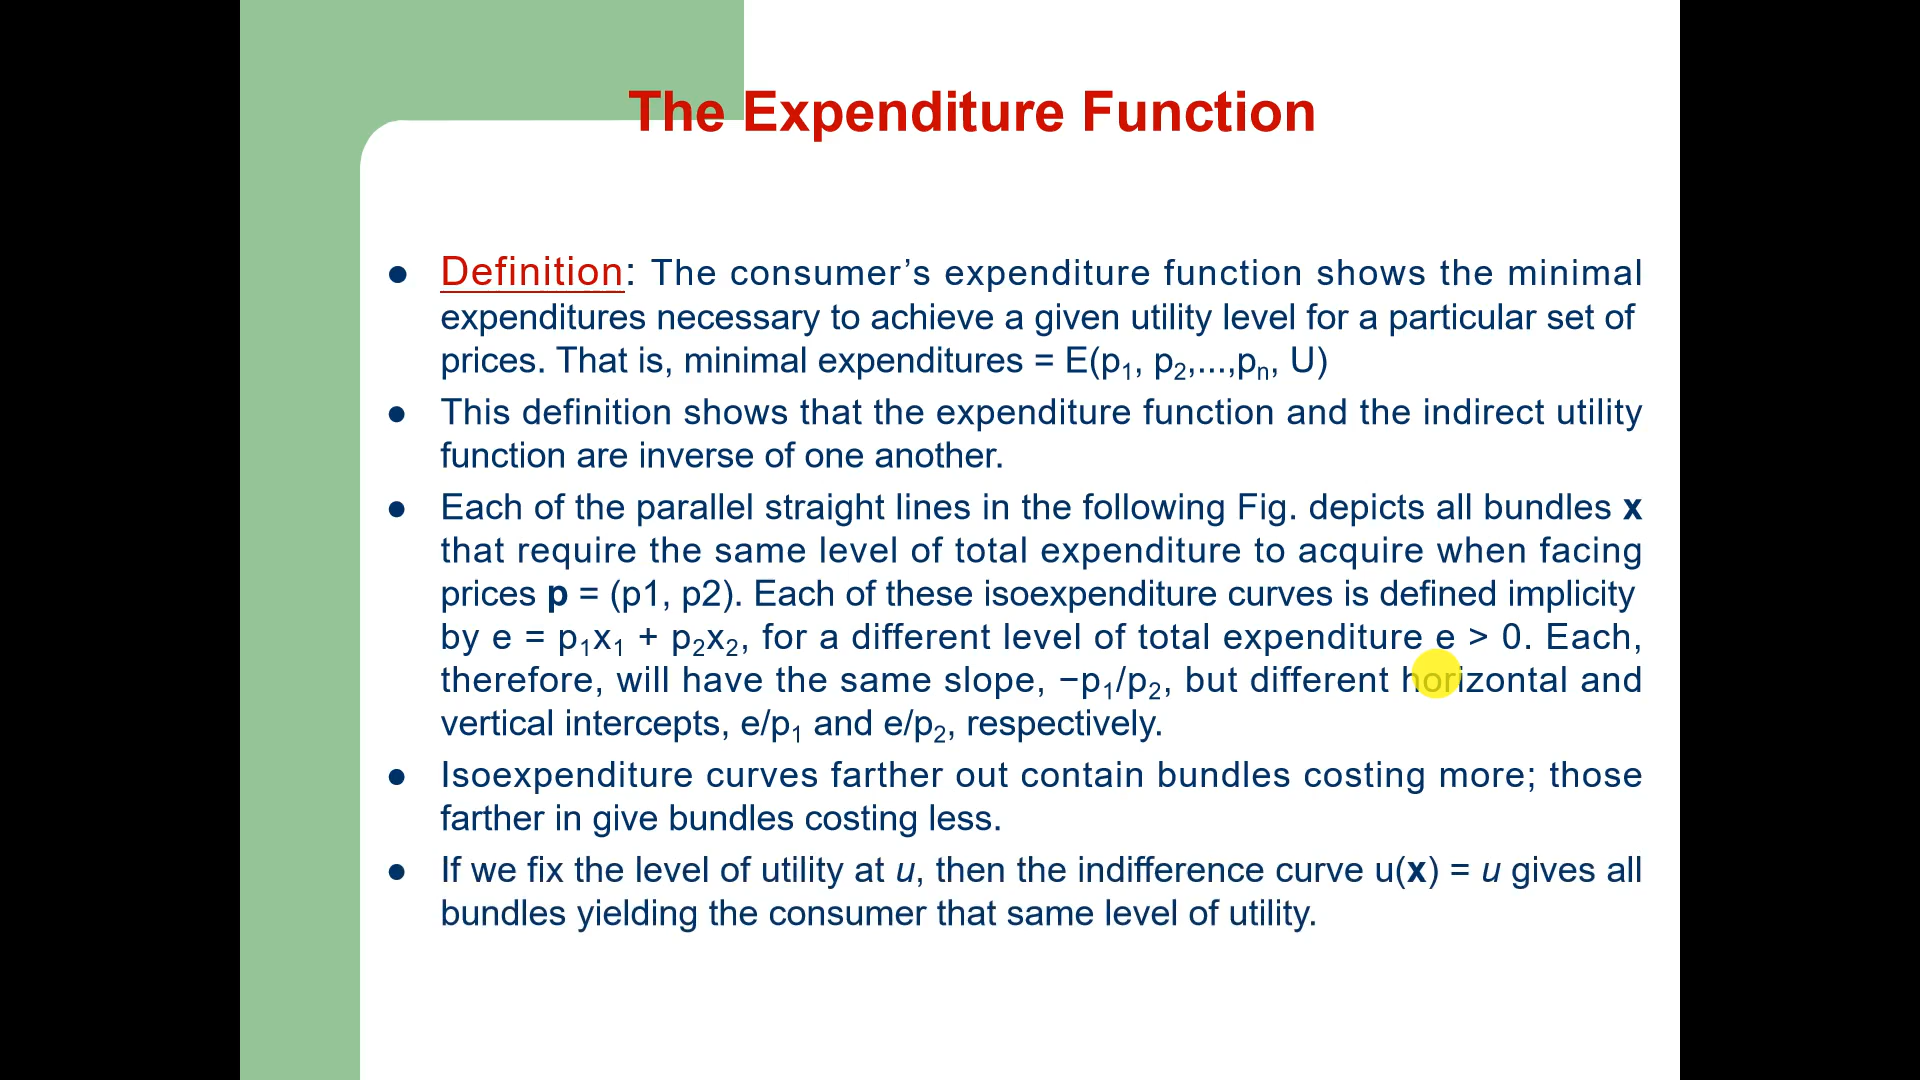 The Expenditure Function
● Definition: The consumer’s expenditure function shows the minimal
expenditures necessary to achieve a given utility level for a particular set of
prices. That is, minimal expenditures = E(p₁, p₂,...,pₙ, U)
● This definition shows that the expenditure function and the indirect utility
function are inverse of one another.
● Each of the parallel straight lines in the following Fig. depicts all bundles x
that require the same level of total expenditure to acquire when facing
prices p = (p1, p2). Each of these isoexpenditure curves is defined implicity
by e = p₁x₁ + p₂x₂, for a different level of total expenditure e > 0. Each,
therefore, will have the same slope, −p₁/p₂, but different horizontal and
vertical intercepts, e/p₁ and e/p₂, respectively.
● Isoexpenditure curves farther out contain bundles costing more; those
farther in give bundles costing less.
● If we fix the level of utility at u, then the indifference curve u(x) = u gives all
bundles yielding the consumer that same level of utility.